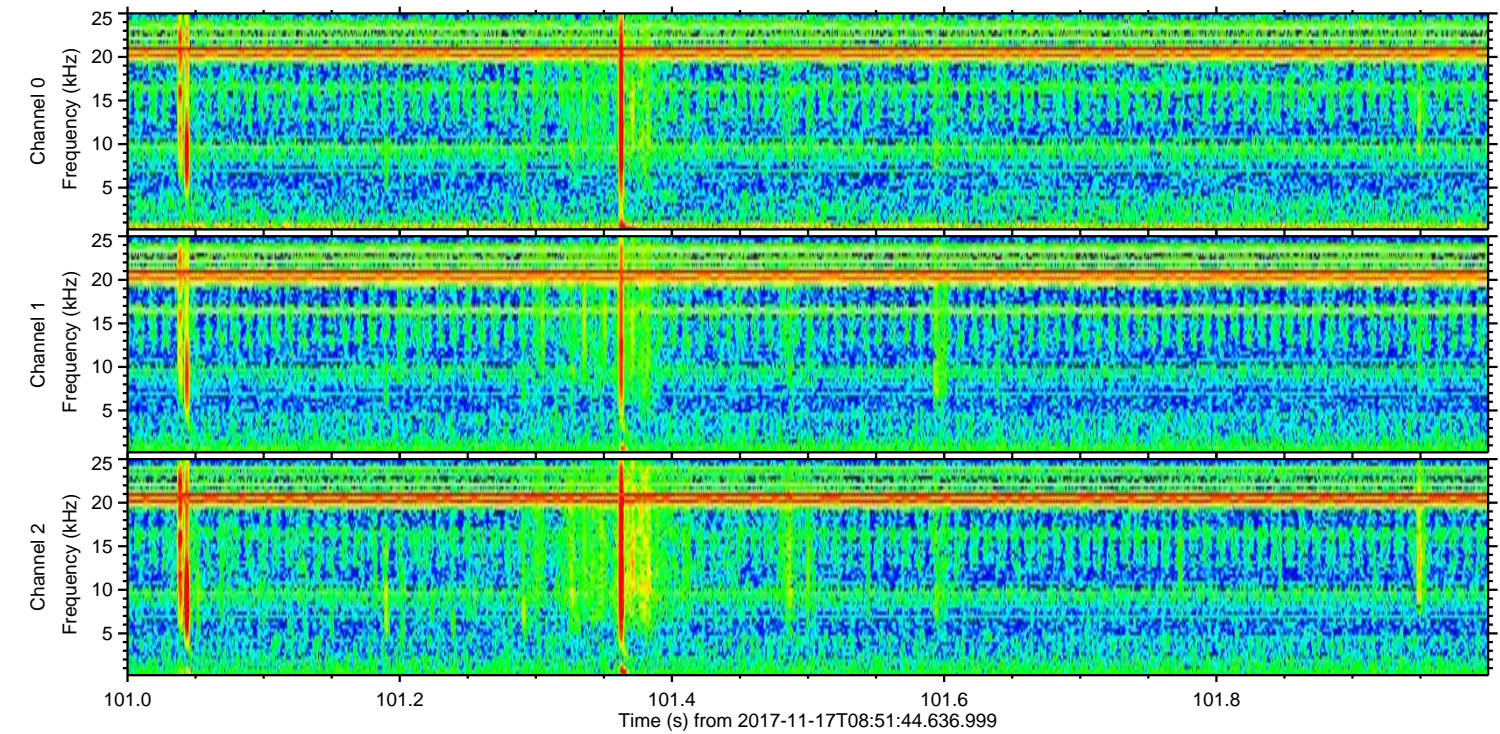 25
20
15
10
5
Channel 0
Frequency (kHz)
25
20
15
10
5
Channel 1
Frequency (kHz)
25
20
15
10
5
Channel 2
Frequency (kHz)
101.0 101.2 101.4 101.6 101.8
Time (s) from 2017-11-17T08:51:44.636.999